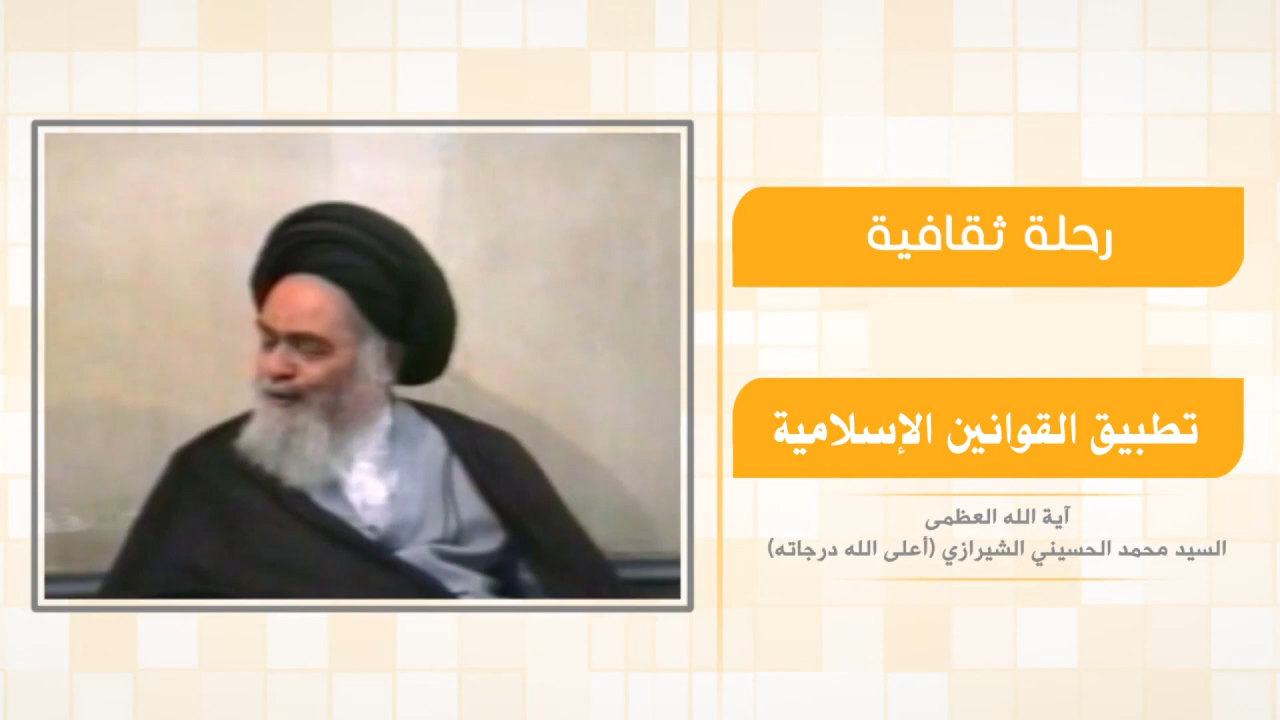 رحلة ثقافية
تطبيق القوانين الإسلامية
آية الله العظمى
السيد محمد الحسيني الشيرازي (أعلى الله درجاته)